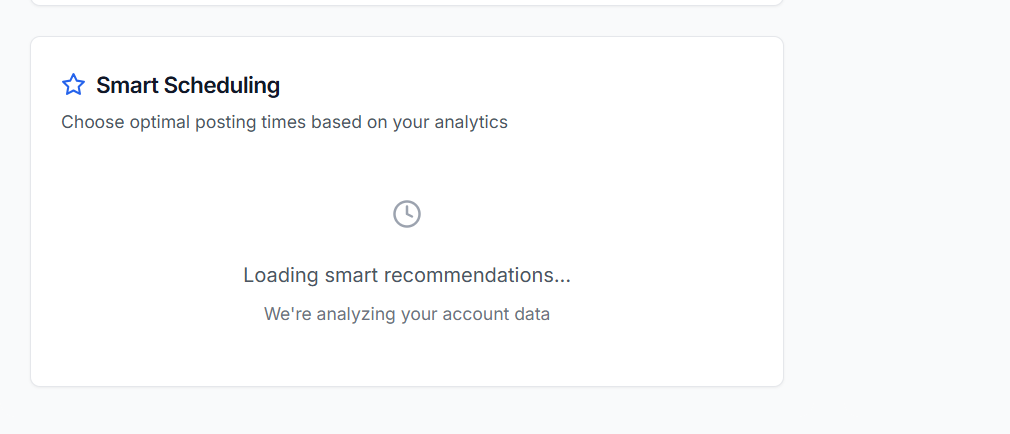 Smart Scheduling
Choose optimal posting times based on your analytics
Loading smart recommendations...
We're analyzing your account data